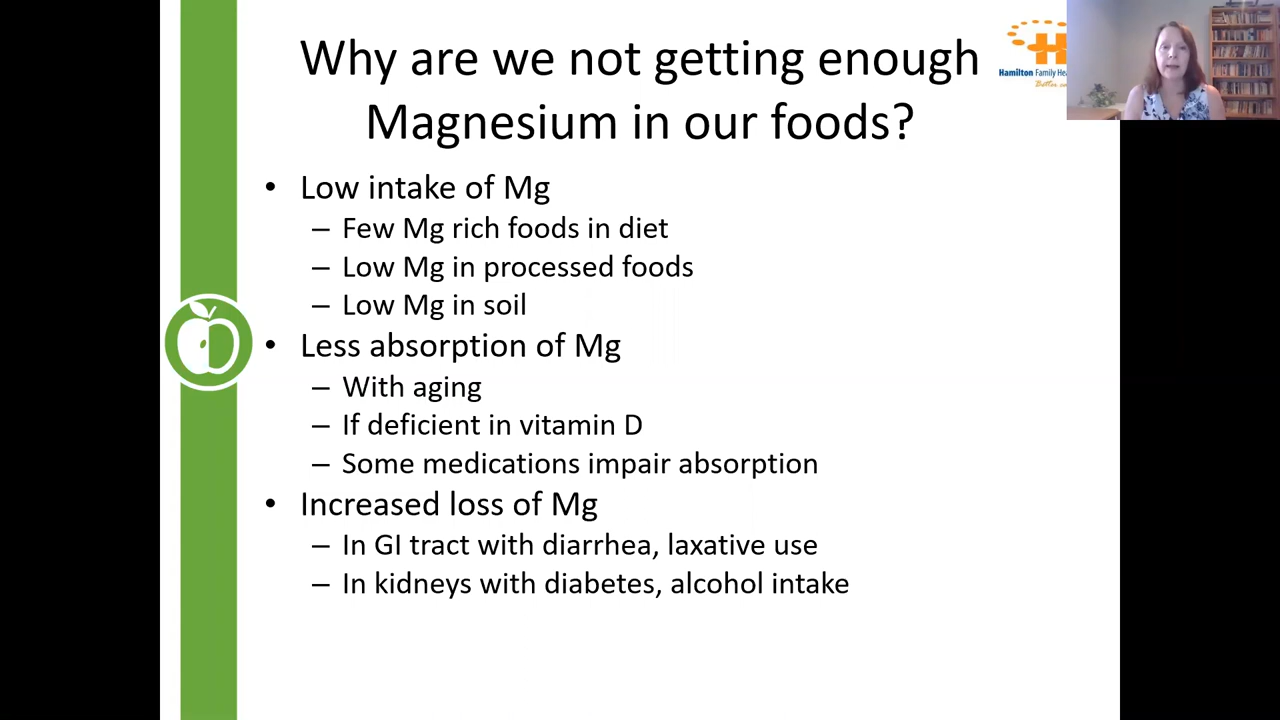 Why are we not getting enough
Magnesium in our foods?
Hamilton Family
• Low intake of Mg
– Few Mg rich foods in diet
– Low Mg in processed foods
– Low Mg in soil
• Less absorption of Mg
– With aging
– If deficient in vitamin D
– Some medications impair absorption
• Increased loss of Mg
– In GI tract with diarrhea, laxative use
– In kidneys with diabetes, alcohol intake